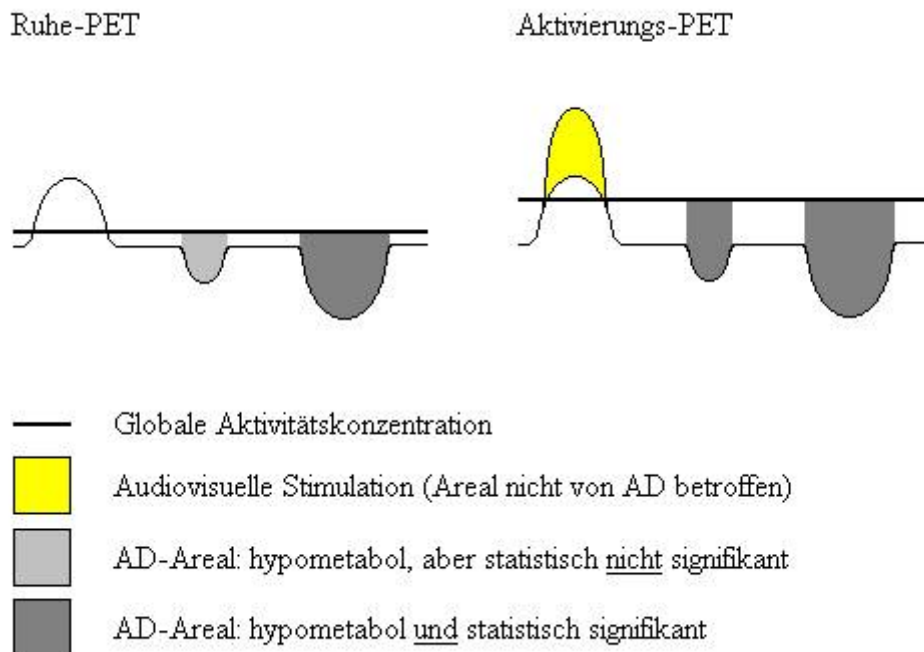 Ruhe-PET
Aktivierungs-PET
Globale Aktivitätskonzentration
Audiovisuelle Stimulation (Areal nicht von AD betroffen)
AD-Areal: hypometabol, aber statistisch nicht signifikant
AD-Areal: hypometabol und statistisch signifikant